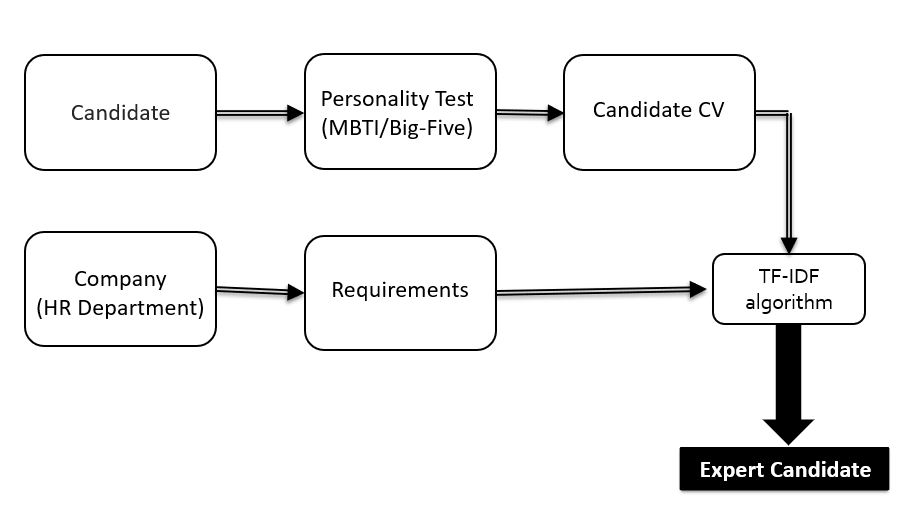 Candidate
Personality Test
(MBTI/Big-Five)
Candidate CV
Company
(HR Department)
Requirements
TF-IDF
algorithm
Expert Candidate